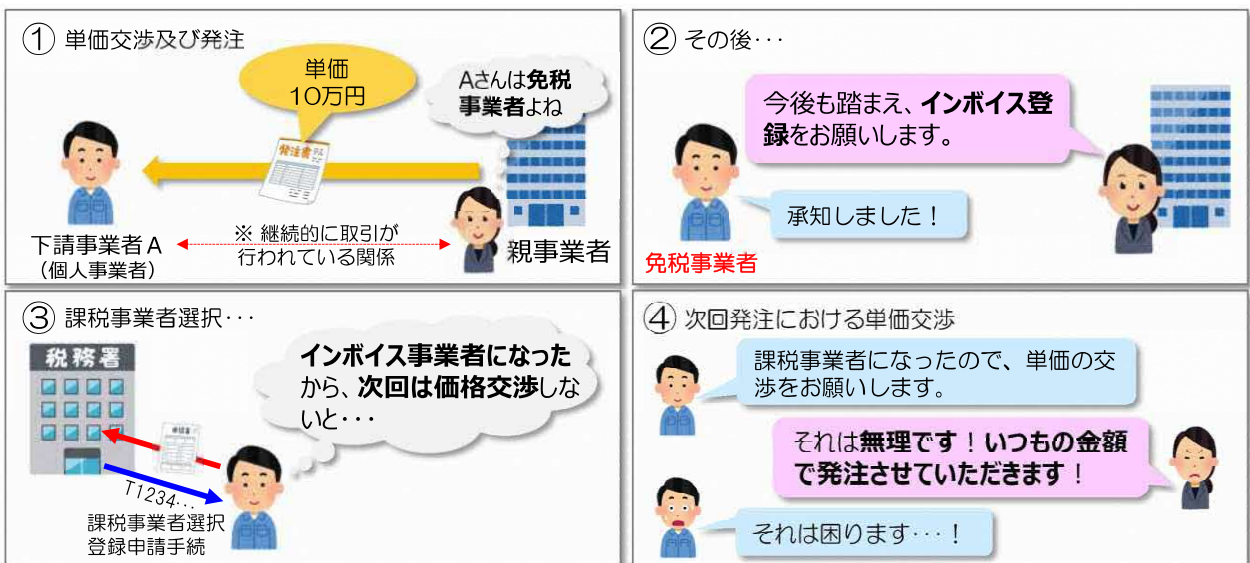 ① 単価交渉及び発注
単価
10万円
Aさんは免税
事業者よね
発注書
下請事業者A
（個人事業者）
※ 継続的に取引が
行われている関係
親事業者
② その後･･･
今後も踏まえ、インボイス登
録をお願いします。
承知しました！
免税事業者
③ 課税事業者選択･･･
税務署
インボイス事業者になった
から、次回は価格交渉しな
いと･･･
申請書
T1234･･･
課税事業者選択
登録申請手続
④ 次回発注における単価交渉
課税事業者になったので、単価の交
渉をお願いします。
それは無理です！いつもの金額
で発注させていただきます！
それは困ります･･･！